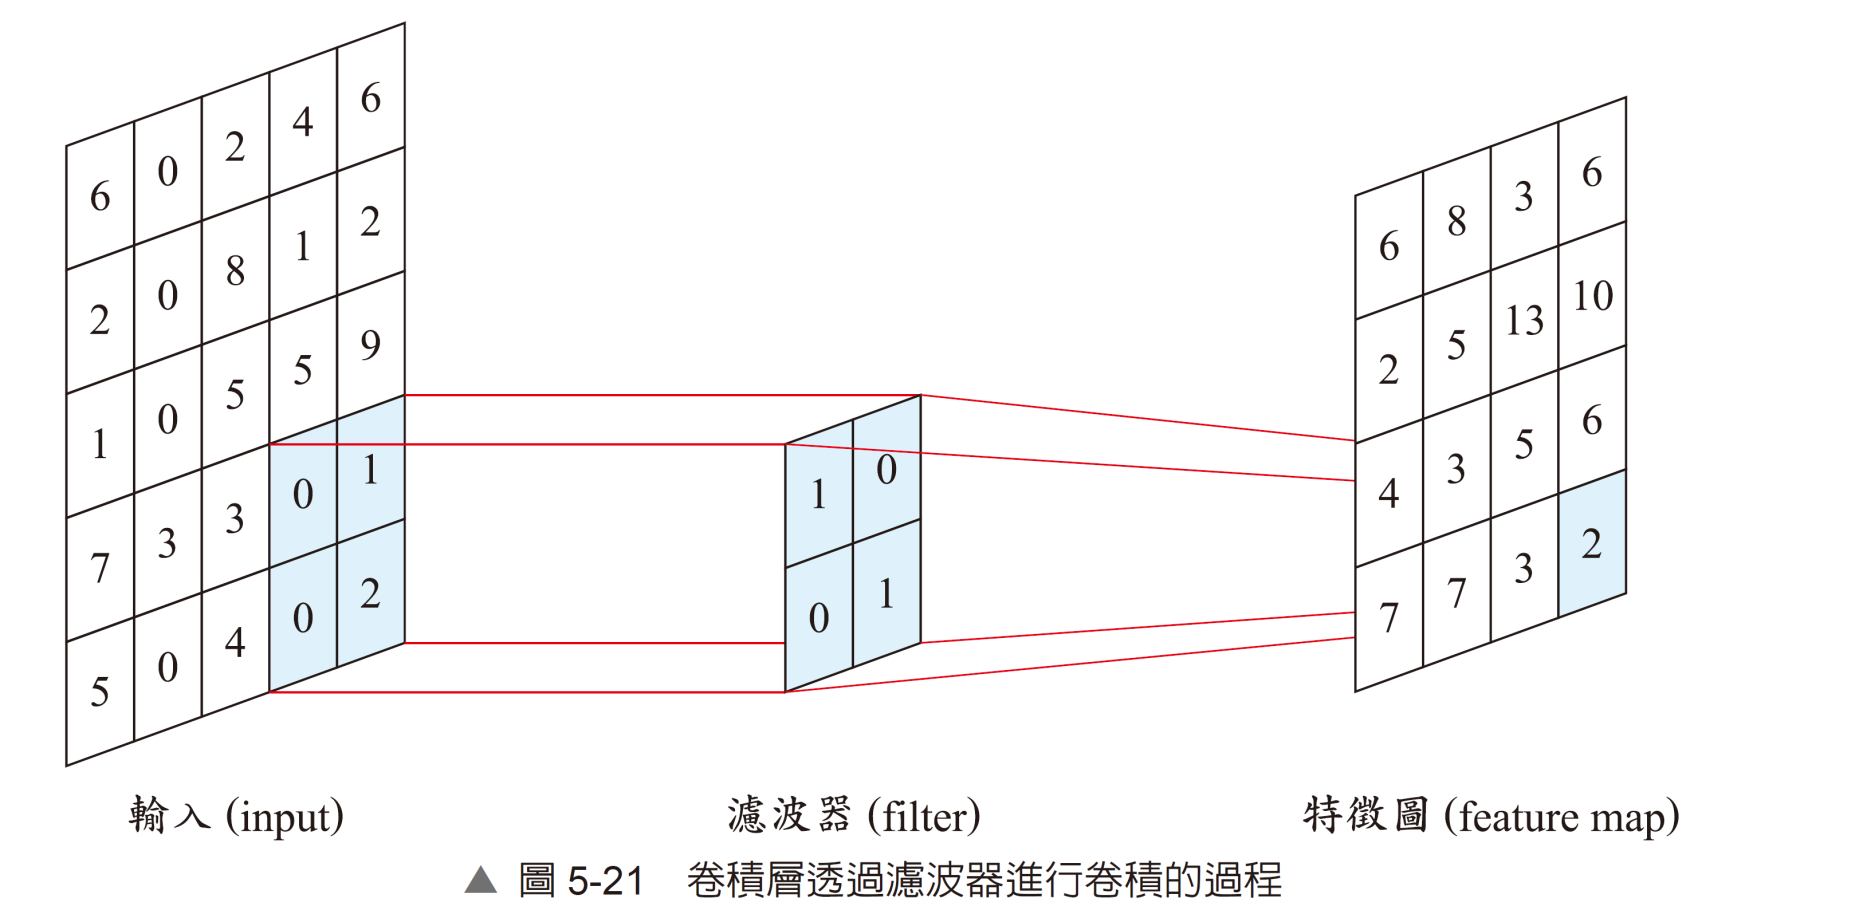 6 0 2 4 6
2 0 8 1 2
1 0 5 5 9
7 3 3 0 1
5 0 4 0 2
1 0
0 1
6 8 3 6
2 5 13 10
4 3 5 6
7 7 3 2
輸入 (input)
濾波器 (filter)
特徵圖 (feature map)
▲ 圖 5-21 卷積層透過濾波器進行卷積的過程